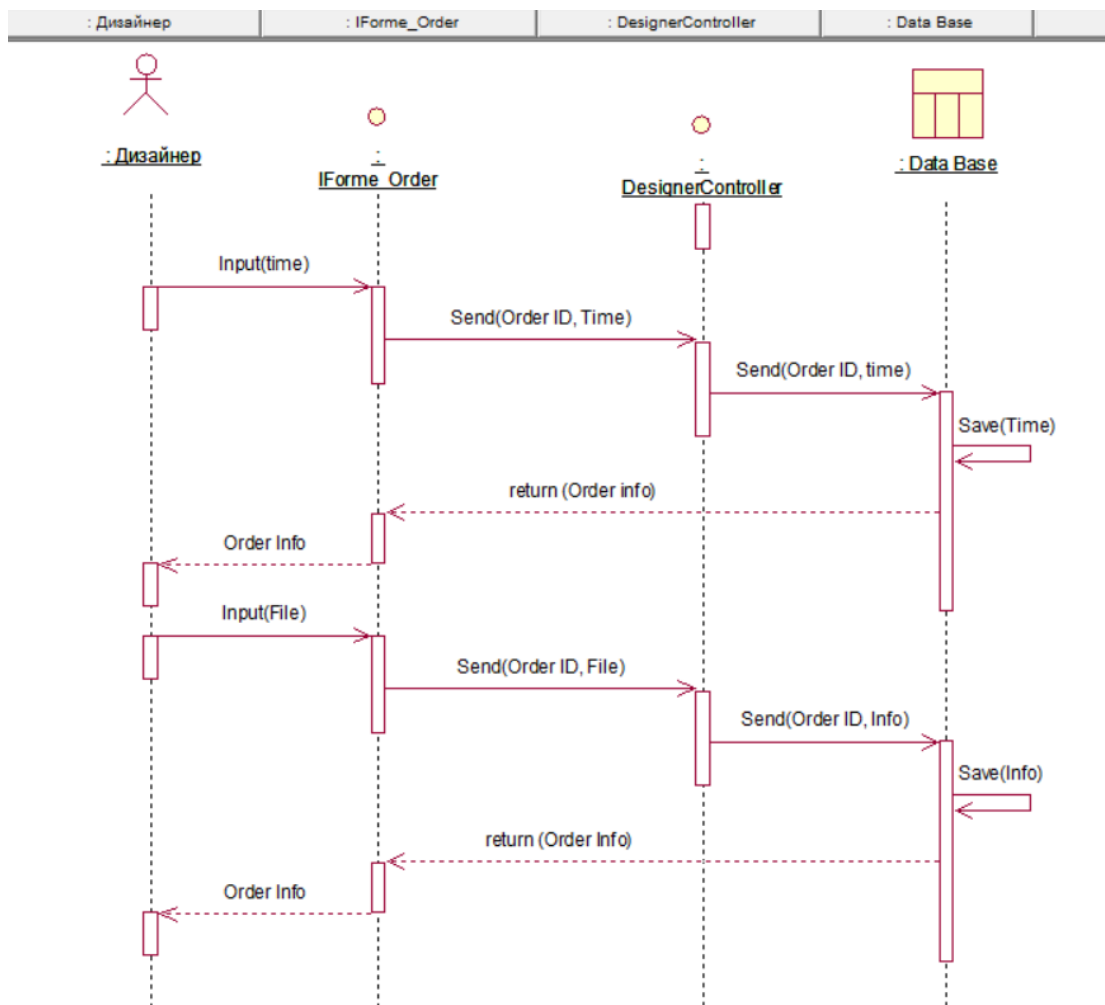 : Дизайнер
: IForme_Order
: DesignerController
: Data Base
: Дизайнер
:
IForme_Order
:
DesignerController
: Data Base
Input(time)
Send(Order ID, Time)
Send(Order ID, time)
Save(Time)
return (Order info)
Order Info
Input(File)
Send(Order ID, File)
Send(Order ID, Info)
Save(Info)
return (Order Info)
Order Info